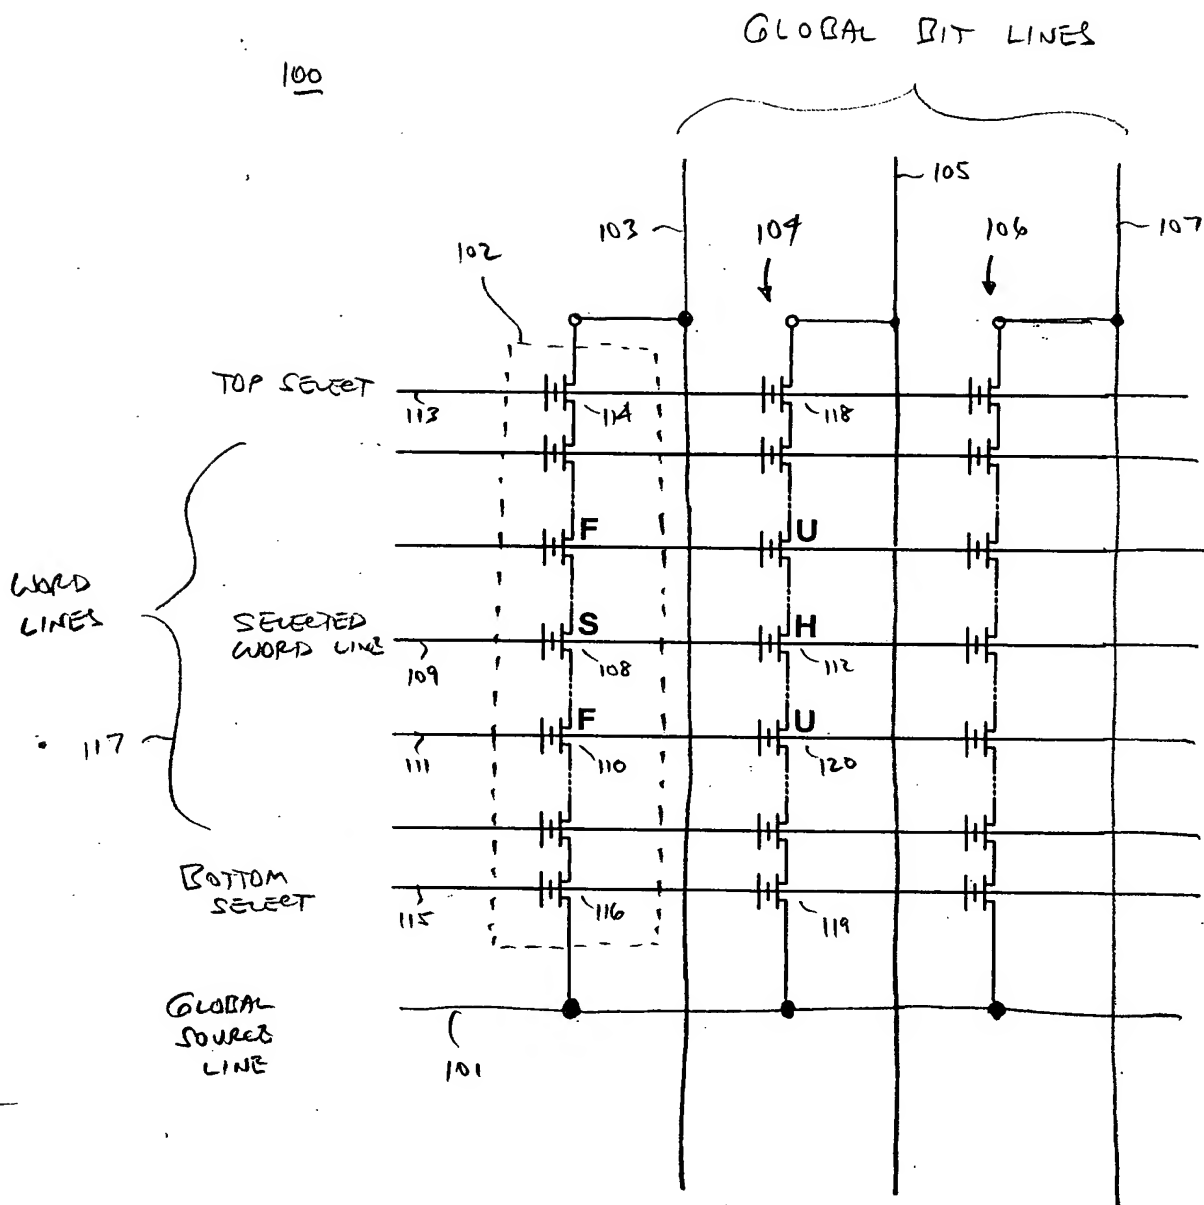 GLOBAL BIT LINES
100
105
103
104
106
107
102
TOP SELECT
113
114
118
F
U
WORD
LINES
SELECTED
WORD LINE
S
H
109
108
112
F
U
117
111
110
120
BOTTOM
SELECT
115
116
119
GLOBAL
SOURCE
LINE
101